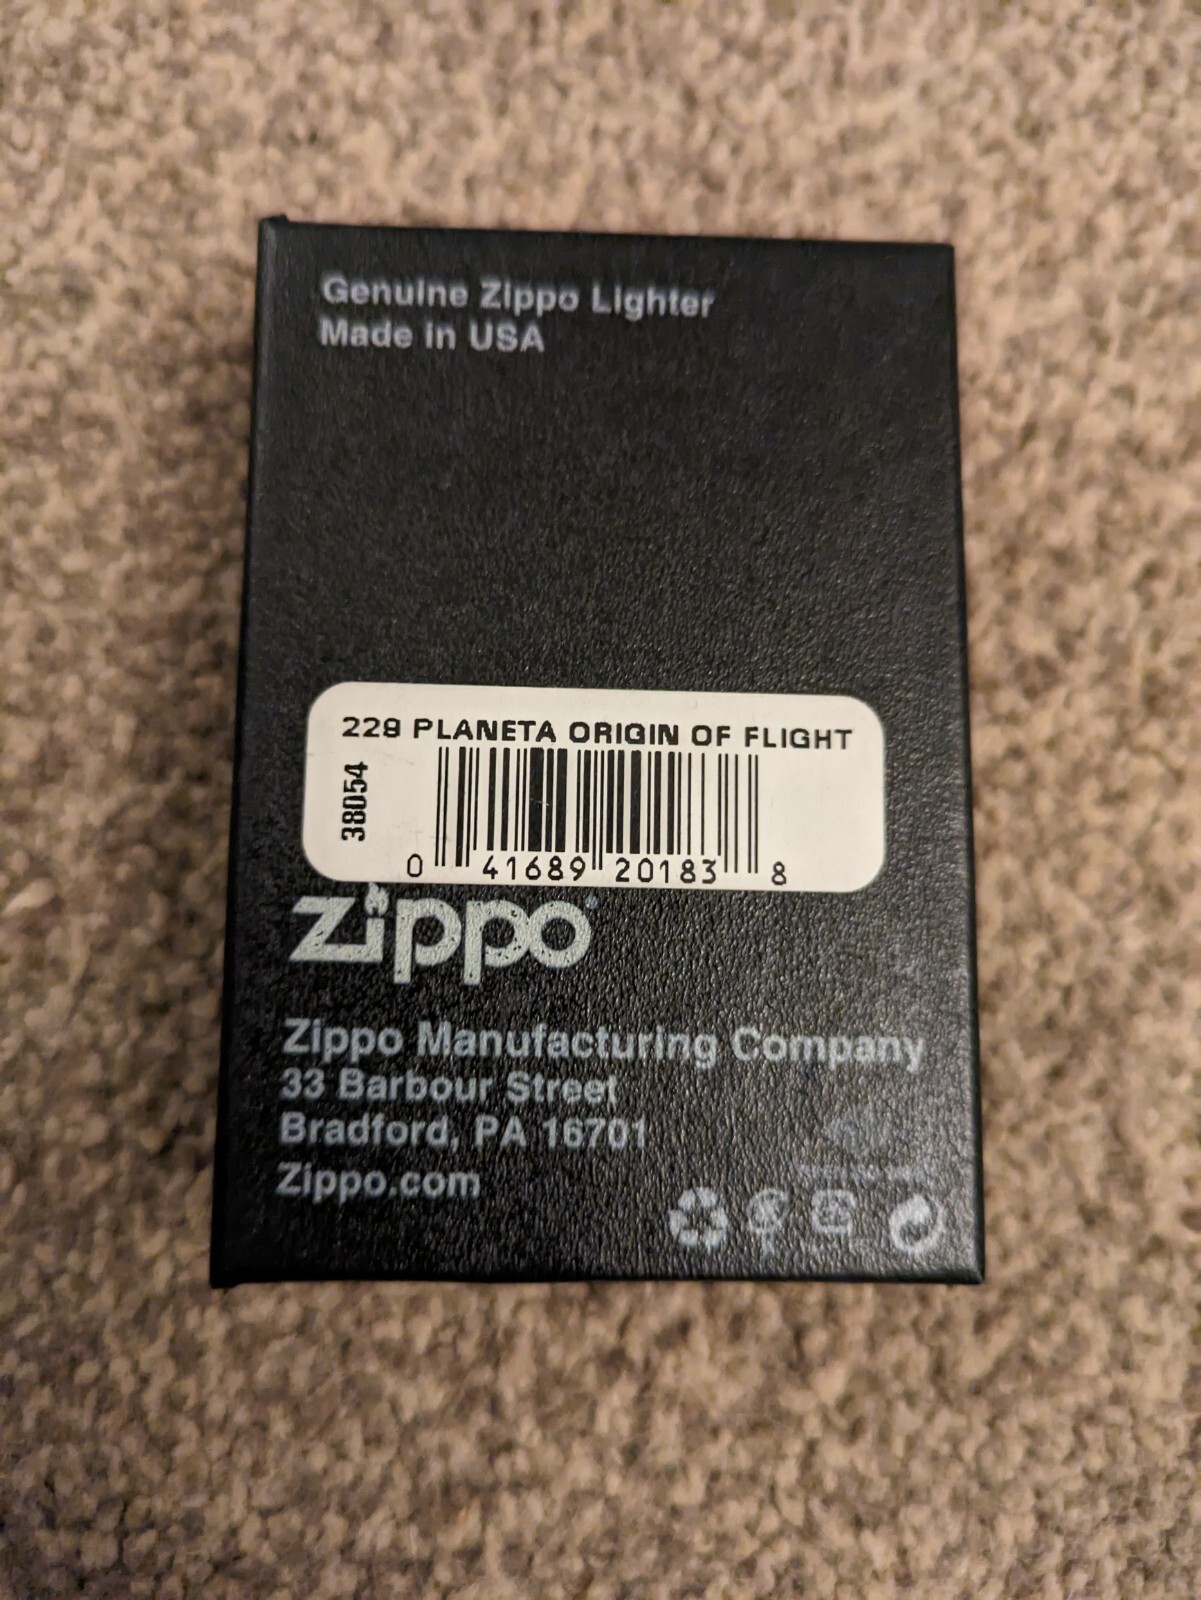 Genuine Zippo Lighter
Made in USA
229 PLANETA ORIGIN OF FLIGHT
38054
0 41689 20183 8
zippo
Zippo Manufacturing Company
33 Barbour Street
Bradford, PA 16701
Zippo.com